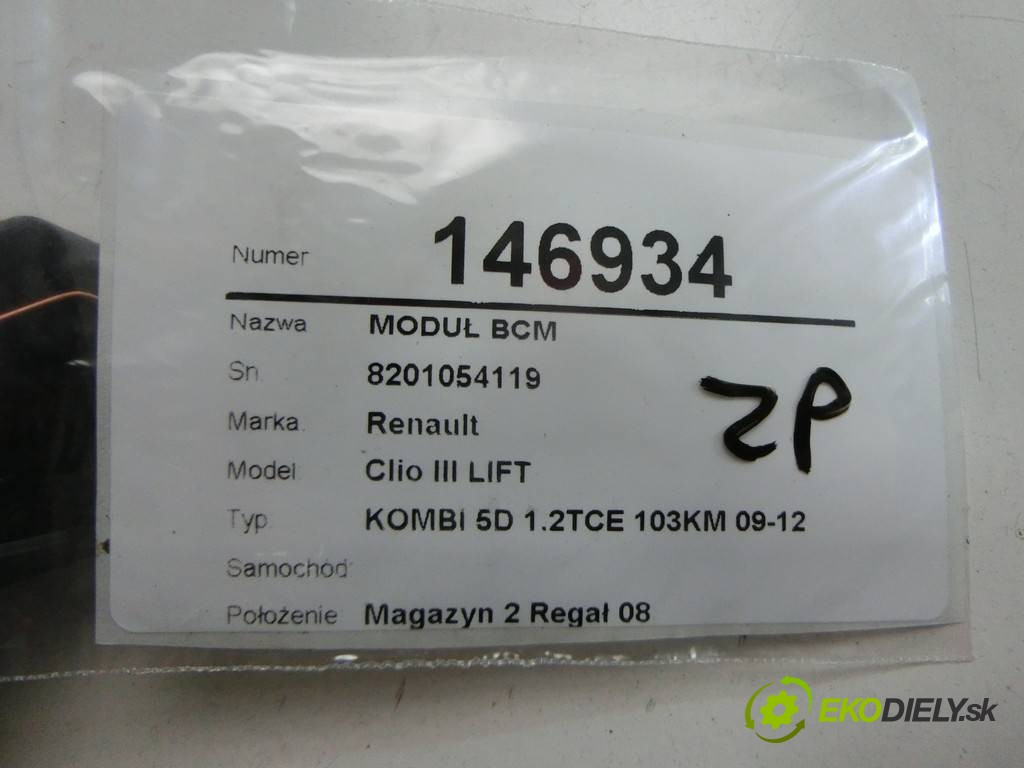 Numer 146934
Nazwa MODUŁ BCM
Sn 8201054119
Marka Renault
Model Clio III LIFT
Typ KOMBI 5D 1.2TCE 103KM 09-12
Samochód
Położenie Magazyn 2 Regał 08
ZP
EKODIELY.sk